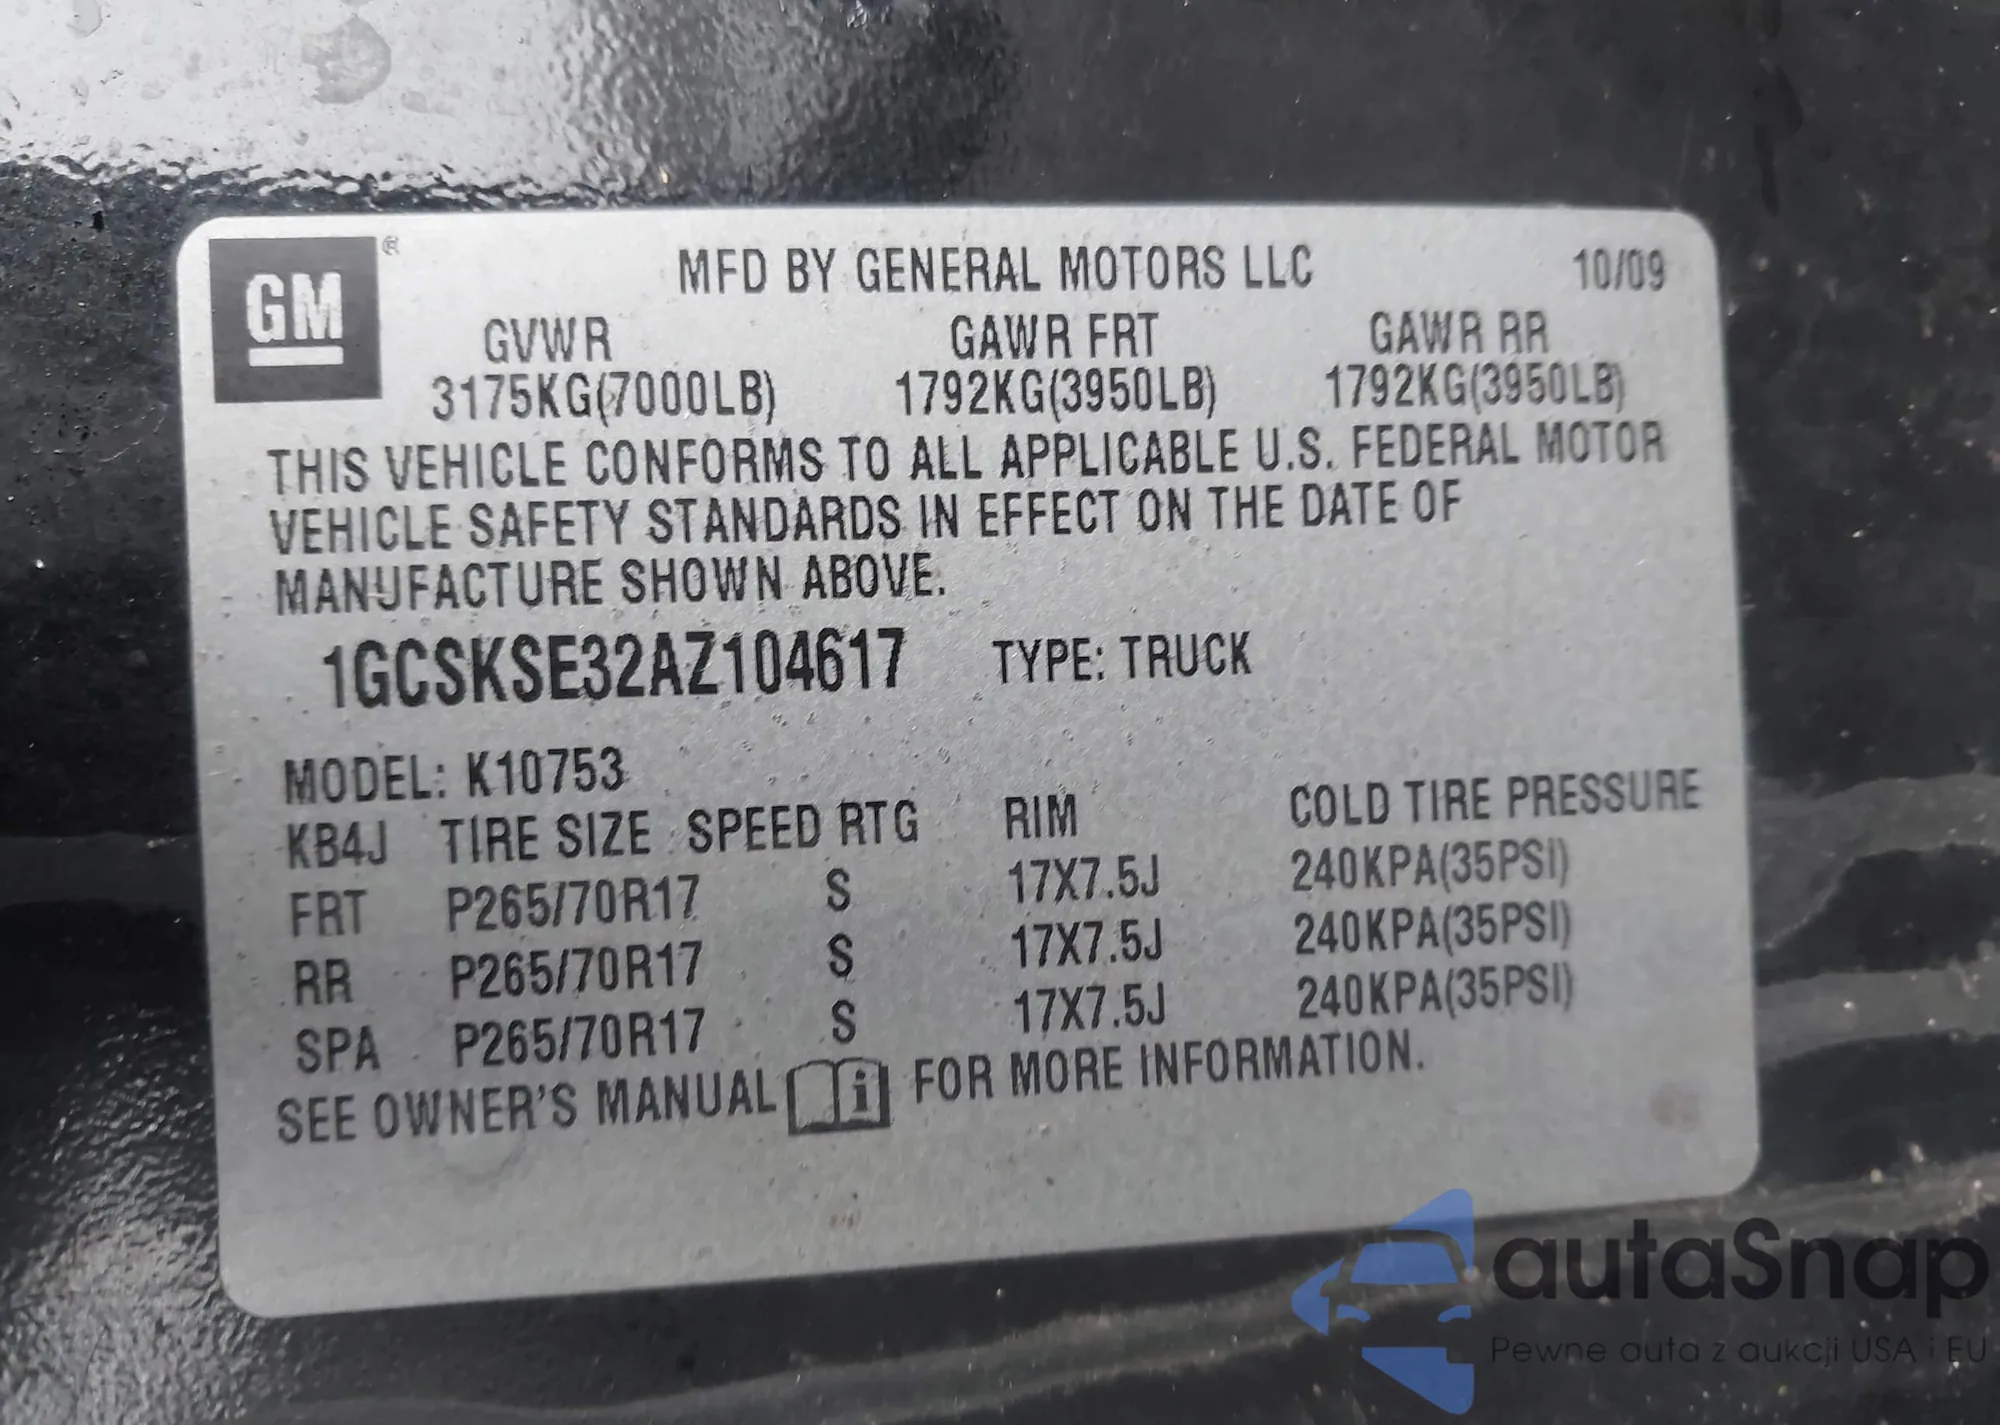 GM ®
MFD BY GENERAL MOTORS LLC 10/09
GVWR GAWR FRT GAWR RR
3175KG(7000LB) 1792KG(3950LB) 1792KG(3950LB)
THIS VEHICLE CONFORMS TO ALL APPLICABLE U.S. FEDERAL MOTOR
VEHICLE SAFETY STANDARDS IN EFFECT ON THE DATE OF
MANUFACTURE SHOWN ABOVE.
1GCSKSE32AZ104617 TYPE: TRUCK
MODEL: K10753
KB4J TIRE SIZE SPEED RTG RIM COLD TIRE PRESSURE
FRT P265/70R17 S 17X7.5J 240KPA(35PSI)
RR P265/70R17 S 17X7.5J 240KPA(35PSI)
SPA P265/70R17 S 17X7.5J 240KPA(35PSI)
SEE OWNER'S MANUAL i FOR MORE INFORMATION.
autaSnap
Pewne auta z aukcji USA i EU